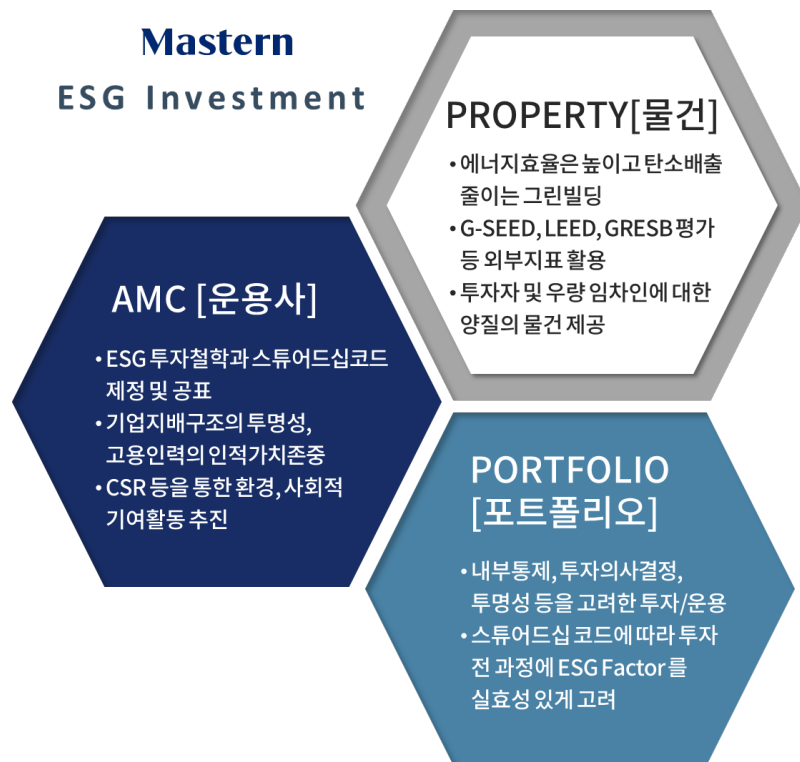 Mastern
ESG Investment
PROPERTY[물건]
• 에너지효율은 높이고 탄소배출
줄이는 그린빌딩
• G-SEED, LEED, GRESB 평가
등 외부지표 활용
• 투자자 및 우량 임차인에 대한
양질의 물건 제공
AMC [운용사]
• ESG 투자철학과 스튜어드십코드
제정 및 공표
• 기업지배구조의 투명성,
고용인력의 인적가치존중
• CSR 등을 통한 환경, 사회적
기여활동 추진
PORTFOLIO
[포트폴리오]
• 내부통제, 투자의사결정,
투명성 등을 고려한 투자/운용
• 스튜어드십 코드에 따라 투자
전 과정에 ESG Factor 를
실효성 있게 고려